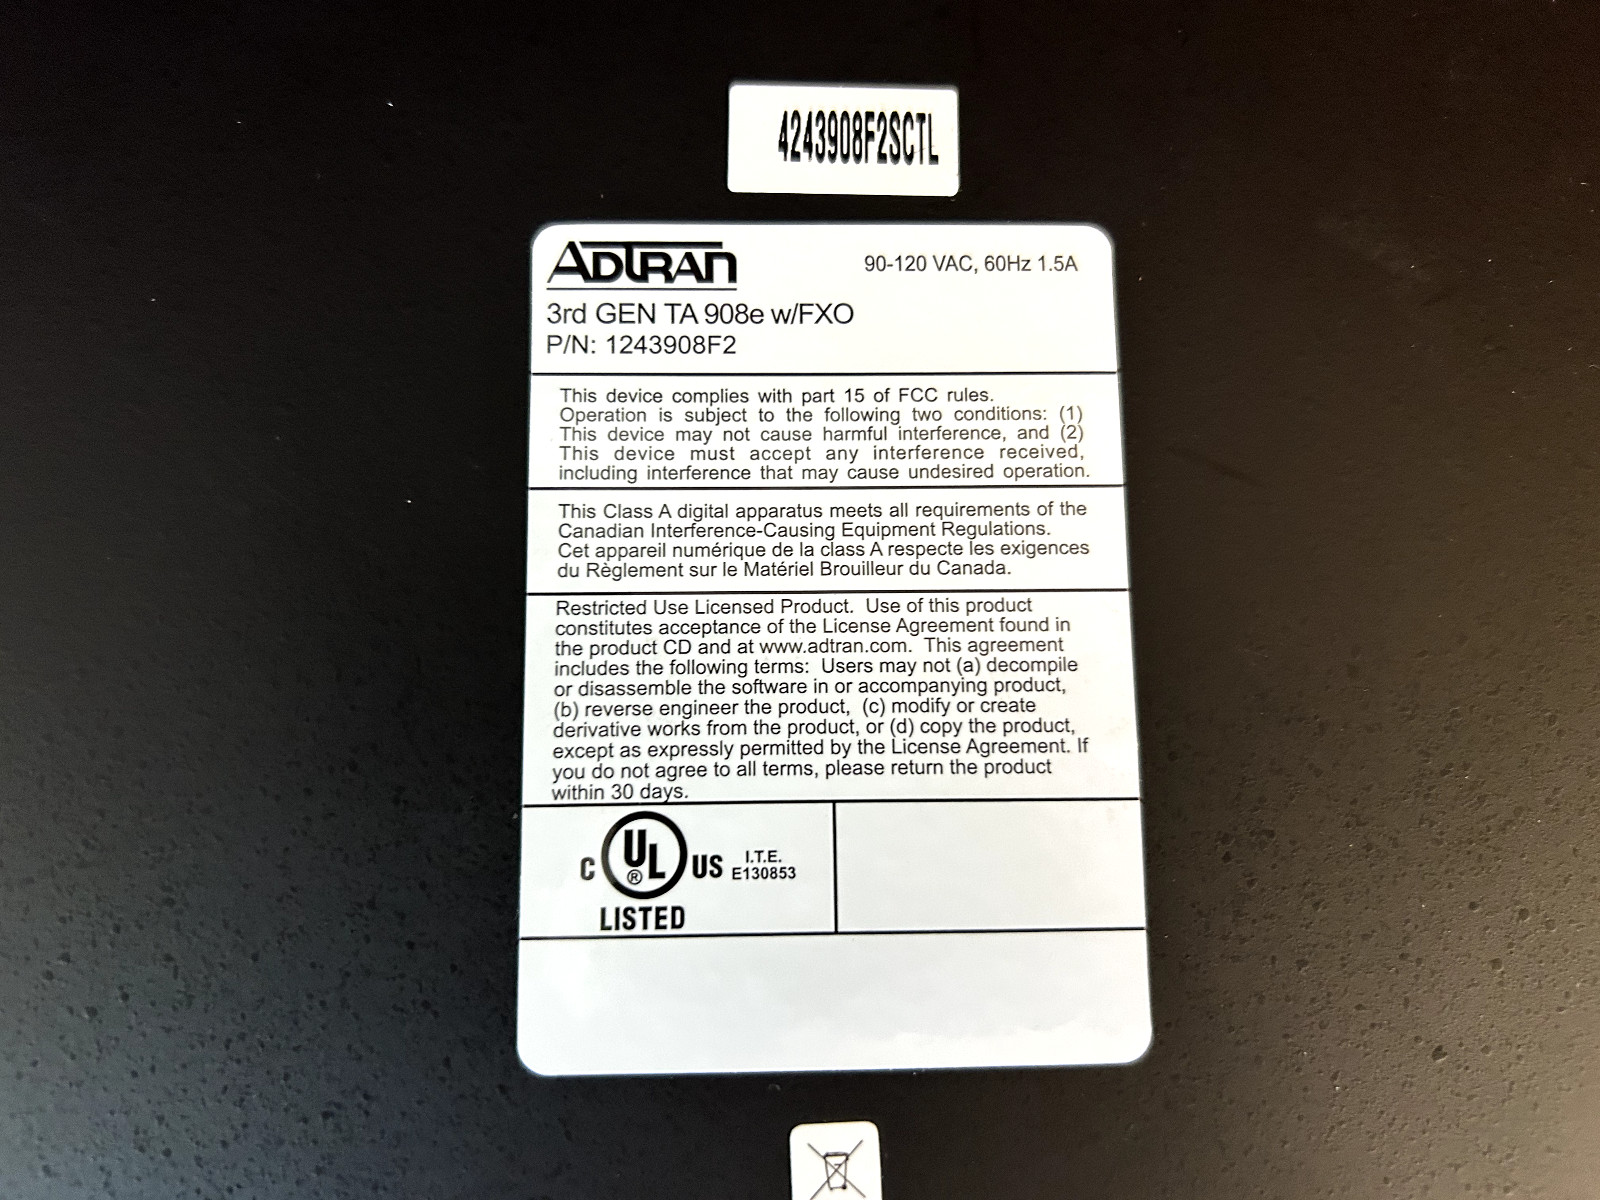 4243908F2SCTL
ADTRAN
90-120 VAC, 60Hz 1.5A
3rd GEN TA 908e w/FXO
P/N: 1243908F2
This device complies with part 15 of FCC rules.
Operation is subject to the following two conditions: (1)
This device may not cause harmful interference, and (2)
This device must accept any interference received,
including interference that may cause undesired operation.
This Class A digital apparatus meets all requirements of the
Canadian Interference-Causing Equipment Regulations.
Cet appareil numérique de la class A respecte les exigences
du Règlement sur le Matériel Brouilleur du Canada.
Restricted Use Licensed Product. Use of this product
constitutes acceptance of the License Agreement found in
the product CD and at www.adtran.com. This agreement
includes the following terms: Users may not (a) decompile
or disassemble the software in or accompanying product,
(b) reverse engineer the product, (c) modify or create
derivative works from the product, or (d) copy the product,
except as expressly permitted by the License Agreement. If
you do not agree to all terms, please return the product
within 30 days.
C UL ® US
I.T.E.
E130853
LISTED